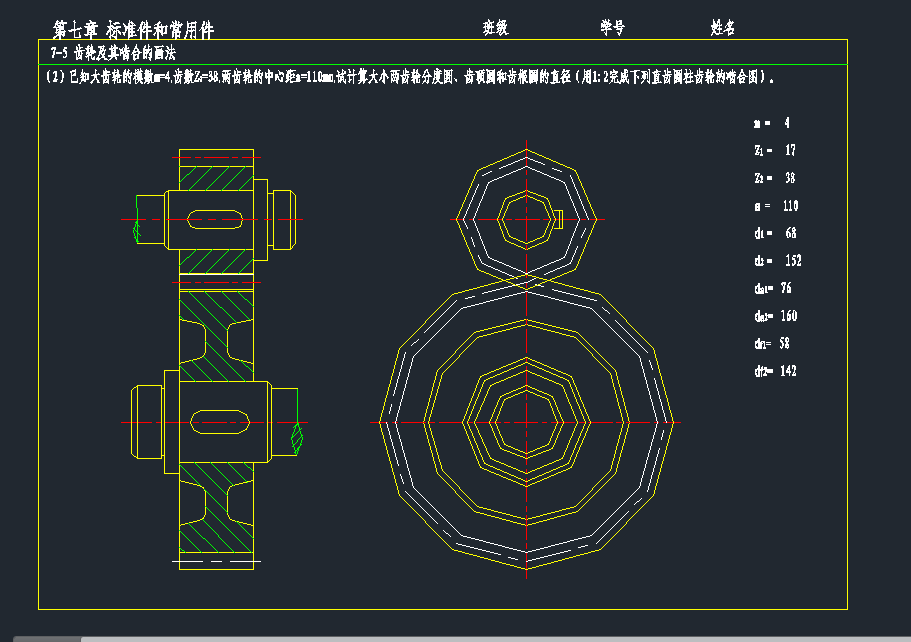 第七章 标准件和常用件 班级 学号 姓名
7-5 齿轮及其啮合的画法
(2)已知大齿轮的模数m=4,齿数Z₂=38,两齿轮的中心距a=110mm,试计算大小两齿轮分度圆、齿顶圆和齿根圆的直径(用1:2完成下列直齿圆柱齿轮的啮合图)。
m = 4
Z₁ = 17
Z₂ = 38
a = 110
d₁ = 68
d₂ = 152
da₁= 76
da₂= 160
df₁= 58
df₂= 142